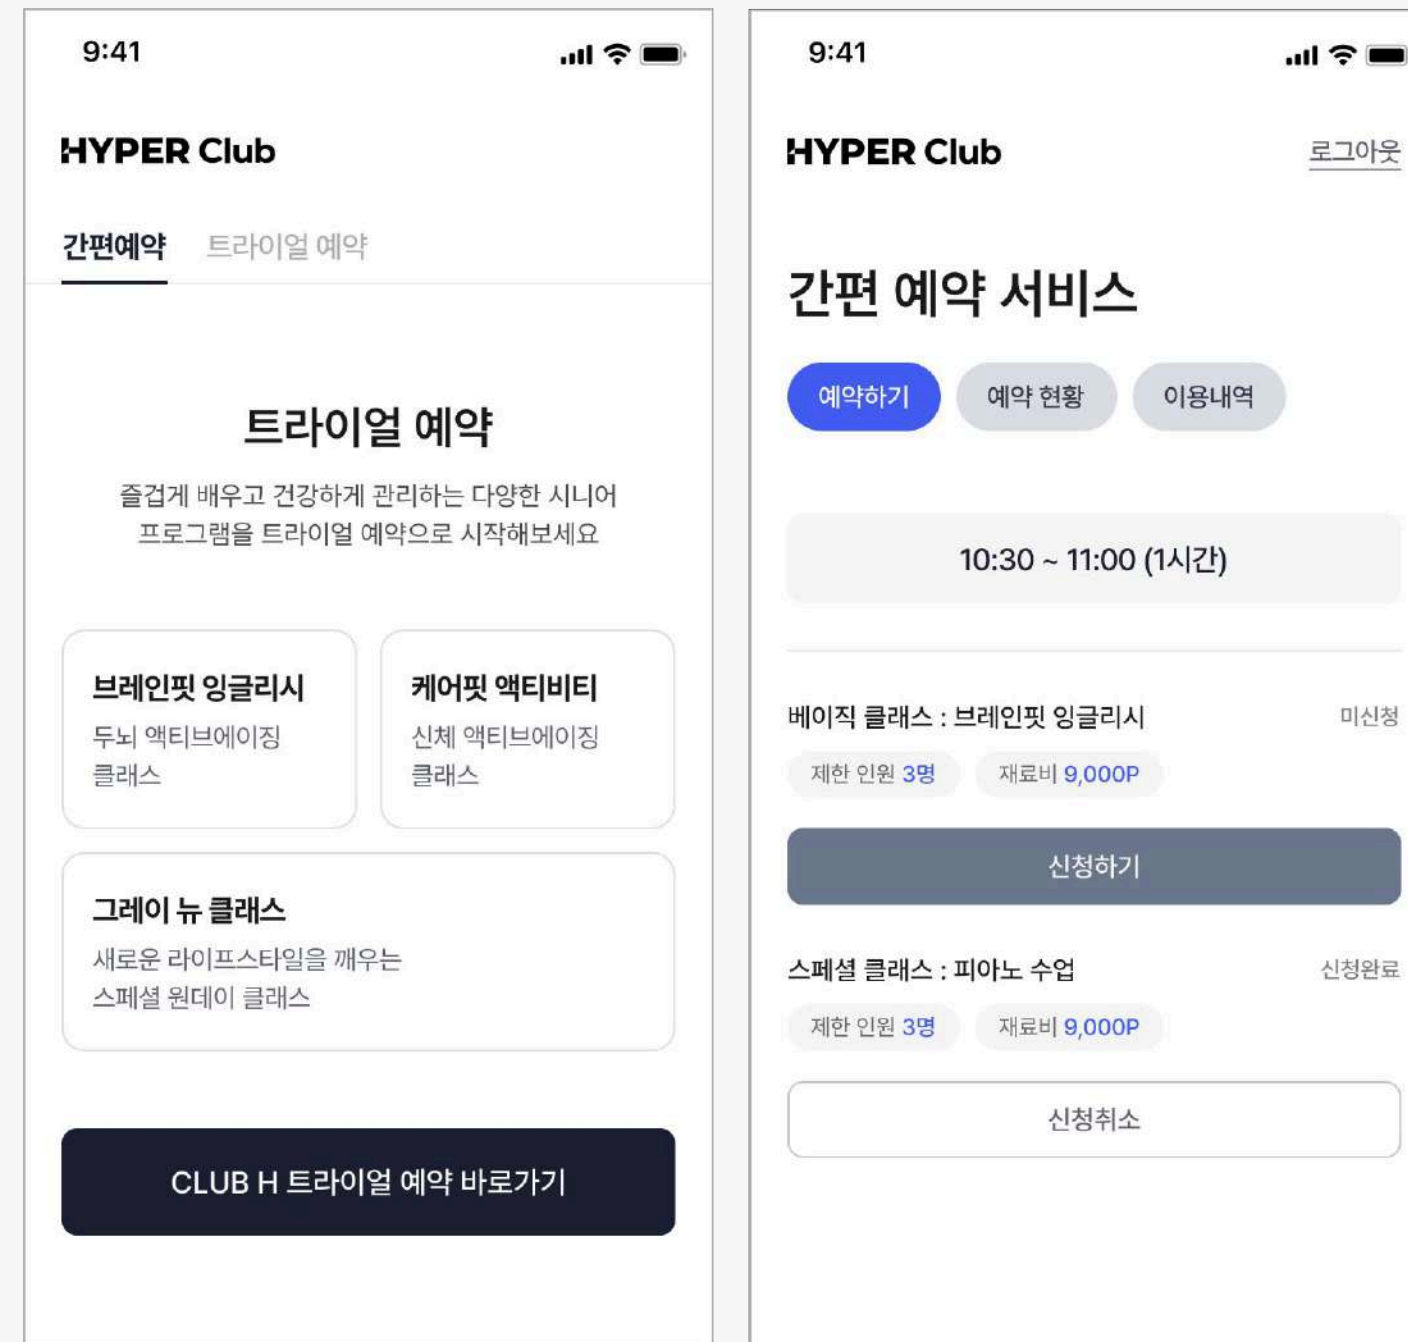 9:41
HYPER Club
간편예약 트라이얼 예약
트라이얼 예약
즐겁게 배우고 건강하게 관리하는 다양한 시니어
프로그램을 트라이얼 예약으로 시작해보세요
브레인핏 잉글리시
두뇌 액티브에이징
클래스
케어핏 액티비티
신체 액티브에이징
클래스
그레이 뉴 클래스
새로운 라이프스타일을 깨우는
스페셜 원데이 클래스
CLUB H 트라이얼 예약 바로가기
9:41
HYPER Club 로그아웃
간편 예약 서비스
예약하기 예약 현황 이용내역
10:30 ~ 11:00 (1시간)
베이직 클래스 : 브레인핏 잉글리시 미신청
제한 인원 3명 재료비 9,000P
신청하기
스페셜 클래스 : 피아노 수업 신청완료
제한 인원 3명 재료비 9,000P
신청취소